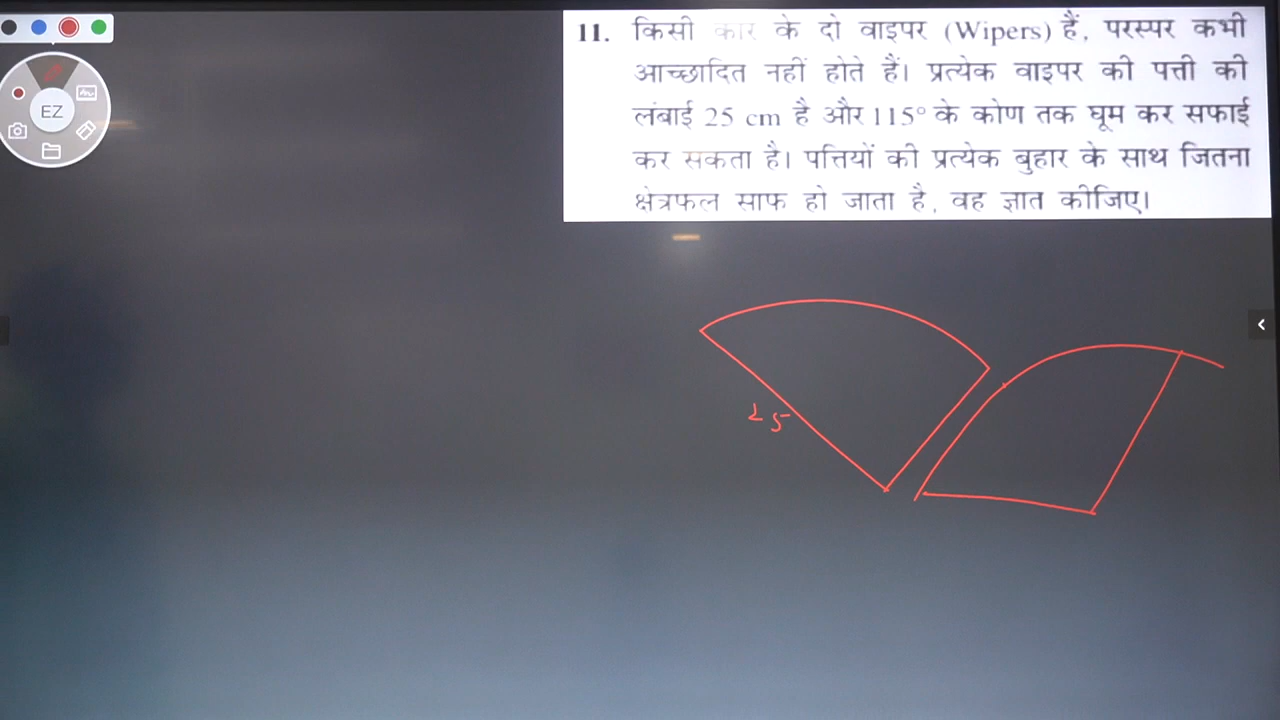 11. किसी कार के दो वाइपर (Wipers) हैं, परस्पर कभी
आच्छादित नहीं होते हैं। प्रत्येक वाइपर की पत्ती की
लंबाई 25 cm है और 115° के कोण तक घूम कर सफाई
कर सकता है। पत्तियों की प्रत्येक बुहार के साथ जितना
क्षेत्रफल साफ हो जाता है, वह ज्ञात कीजिए।
EZ
25